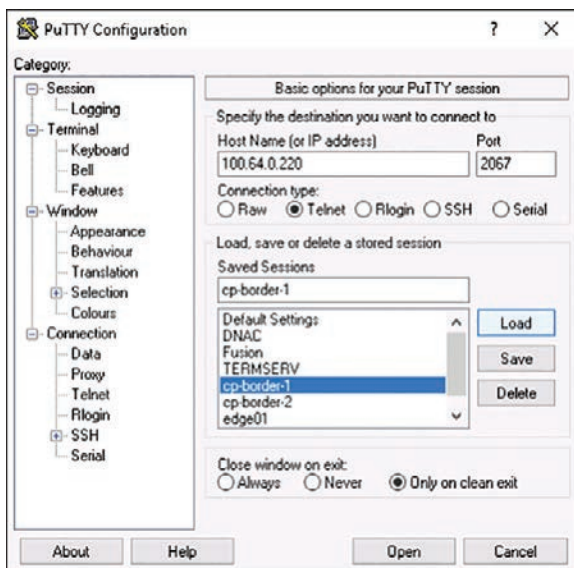 PuTTY Configuration
?
Category:
Session
Logging
Terminal
Keyboard
Bell
Features
Window
Appearance
Behaviour
Translation
Selection
Colours
Connection
Data
Proxy
Telnet
Rlogin
SSH
Serial
Basic options for your PuTTY session
Specify the destination you want to connect to
Host Name (or IP address) Port
100.64.0.220 2067
Connection type:
Raw Telnet Rlogin SSH Serial
Load, save or delete a stored session
Saved Sessions
cp-border-1
Default Settings
DNAC
Fusion
TERMSERV
cp-border-1
cp-border-2
edge01
Load
Save
Delete
Close window on exit:
Always Never Only on clean exit
About Help Open Cancel